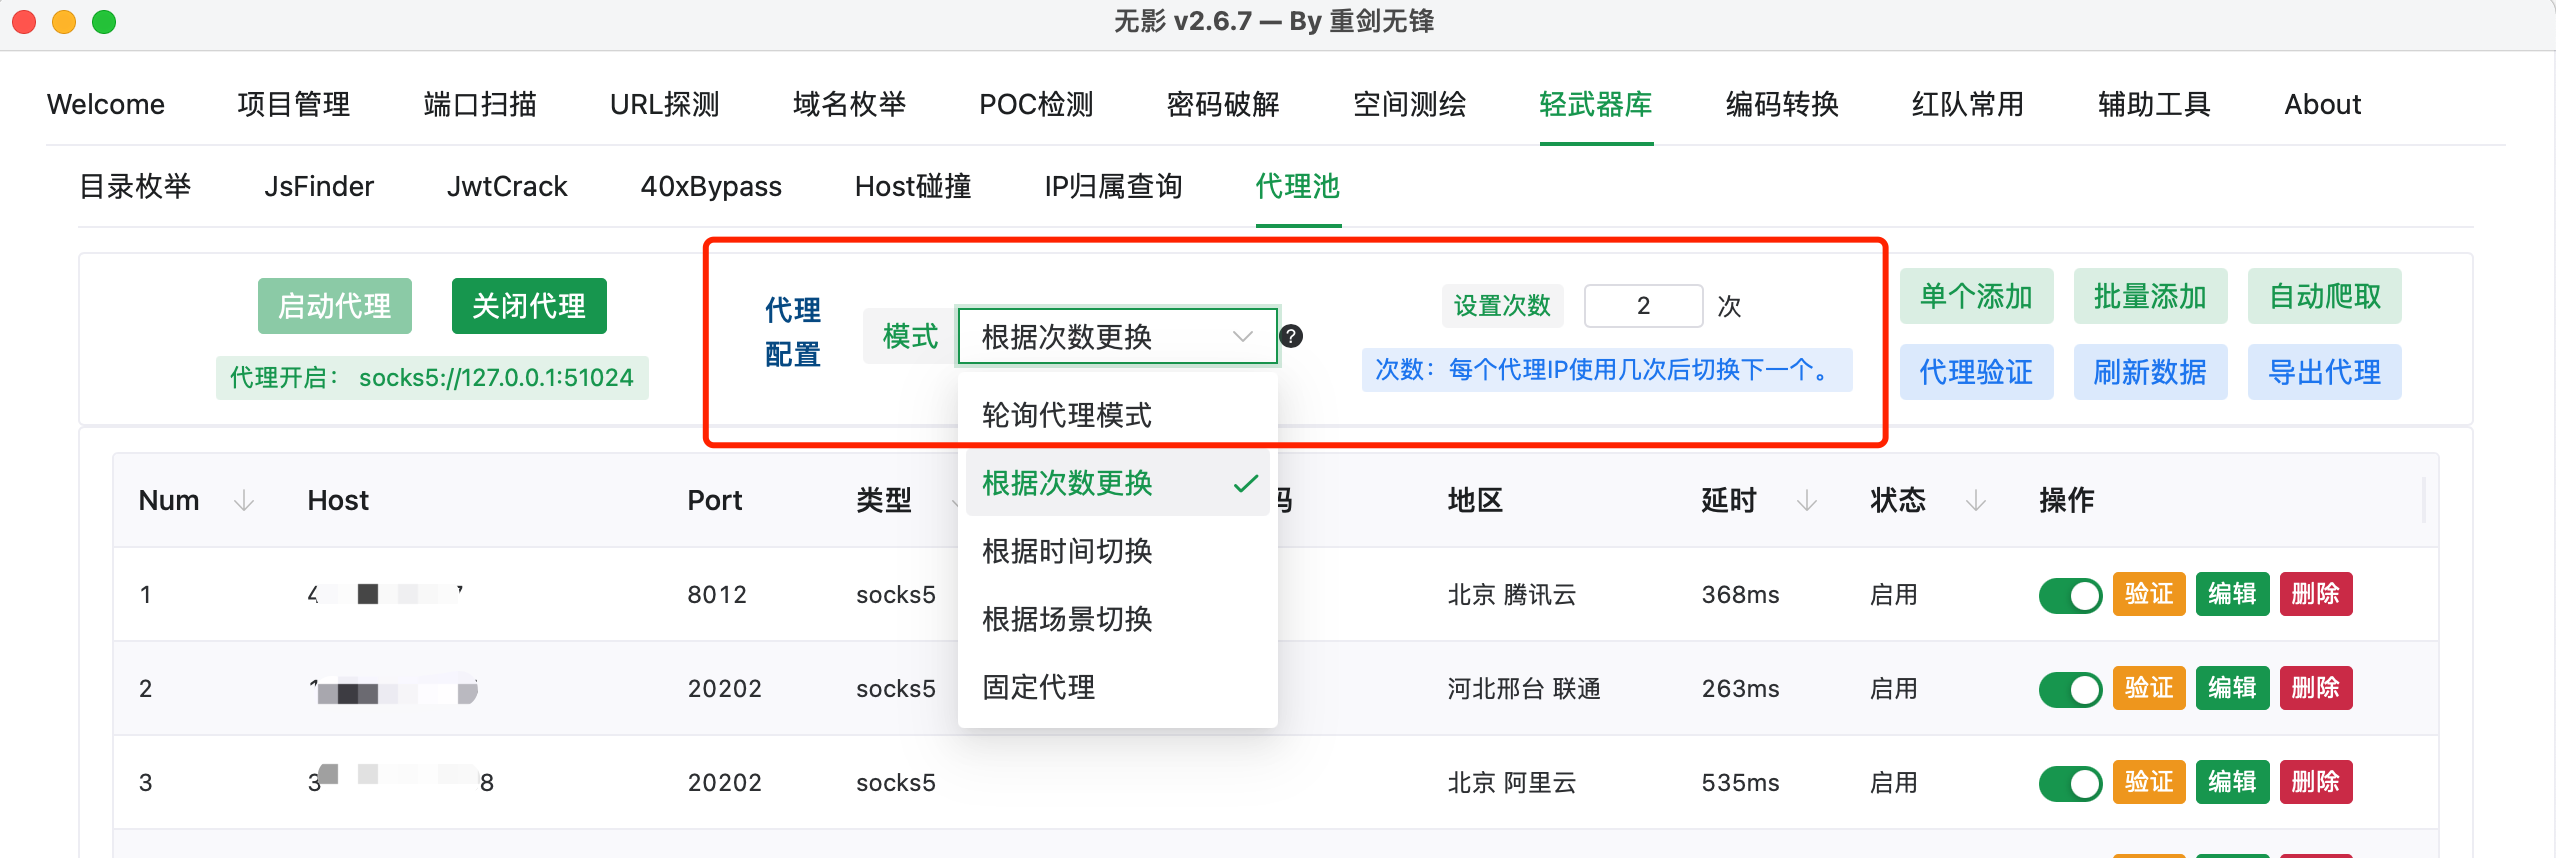 无影 v2.6.7 — By 重剑无锋
Welcome 项目管理 端口扫描 URL探测 域名枚举 POC检测 密码破解 空间测绘 轻武器库 编码转换 红队常用 辅助工具 About
目录枚举 JsFinder JwtCrack 40xBypass Host碰撞 IP归属查询 代理池
启动代理 关闭代理
代理开启： socks5://127.0.0.1:51024
代理
配置
模式 根据次数更换 ?
设置次数 2 次
次数：每个代理IP使用几次后切换下一个。
单个添加 批量添加 自动爬取
代理验证 刷新数据 导出代理
轮询代理模式
根据次数更换
根据时间切换
根据场景切换
固定代理
Num Host Port 类型 码 地区 延时 状态 操作
1 8012 socks5 北京 腾讯云 368ms 启用 验证 编辑 删除
2 20202 socks5 河北邢台 联通 263ms 启用 验证 编辑 删除
3 3 8 20202 socks5 北京 阿里云 535ms 启用 验证 编辑 删除